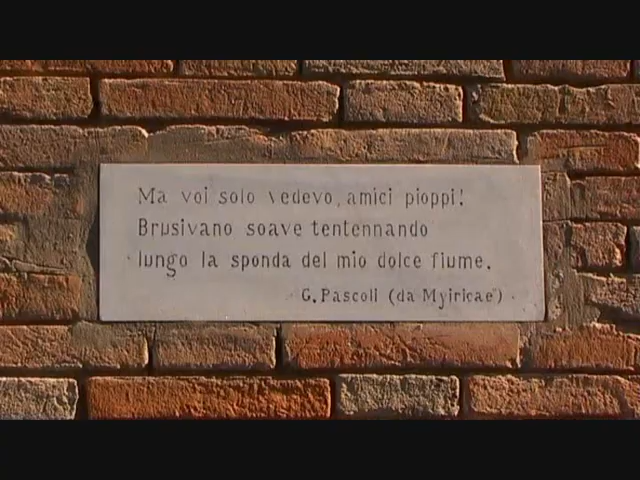 Ma voi solo vedevo, amici pioppi!
Brusivano soave tentennando
lungo la sponda del mio dolce fiume.
G. Pascoli (da Myiricae)